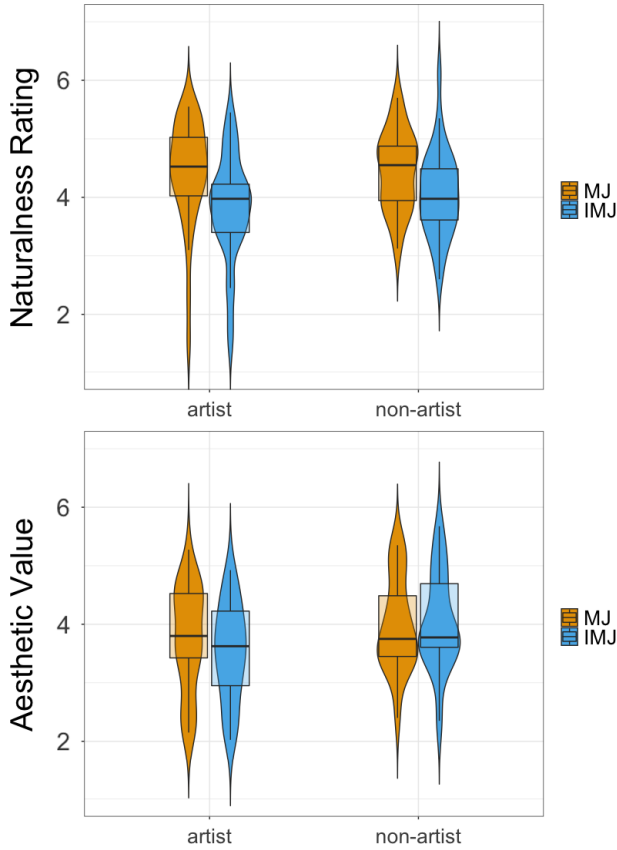 Naturalness Rating
6
4
2
artist
non-artist
MJ
IMJ
Aesthetic Value
6
4
2
artist
non-artist
MJ
IMJ